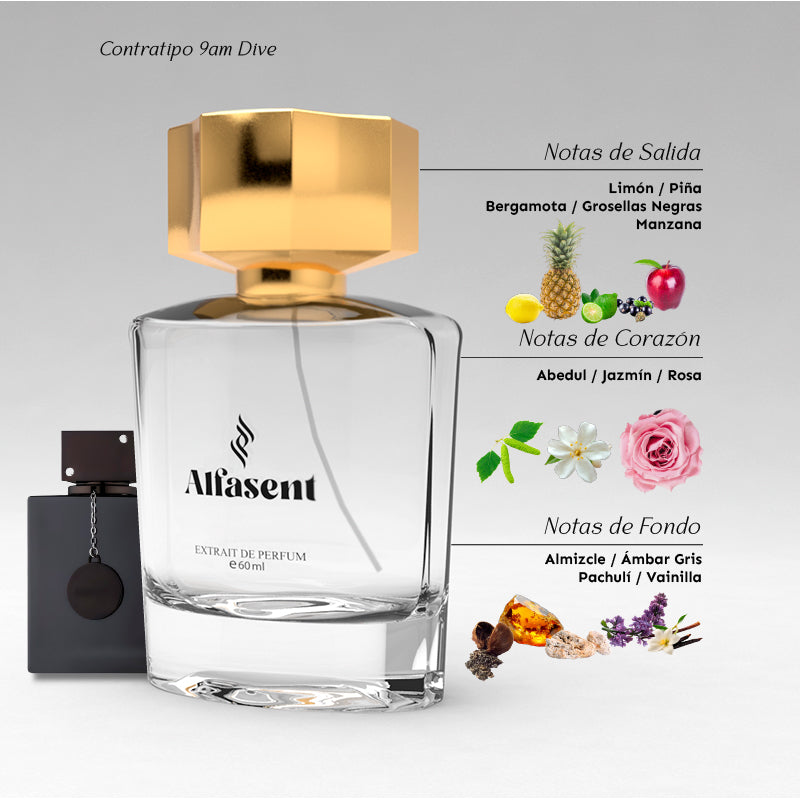 Contratipo 9am Dive
Notas de Salida
Limón / Piña
Bergamota / Grosellas Negras
Manzana
Notas de Corazón
Abedul / Jazmín / Rosa
Alfasent
EXTRAIT DE PERFUM
e60ml
Notas de Fondo
Almizcle / Ámbar Gris
Pachulí / Vainilla